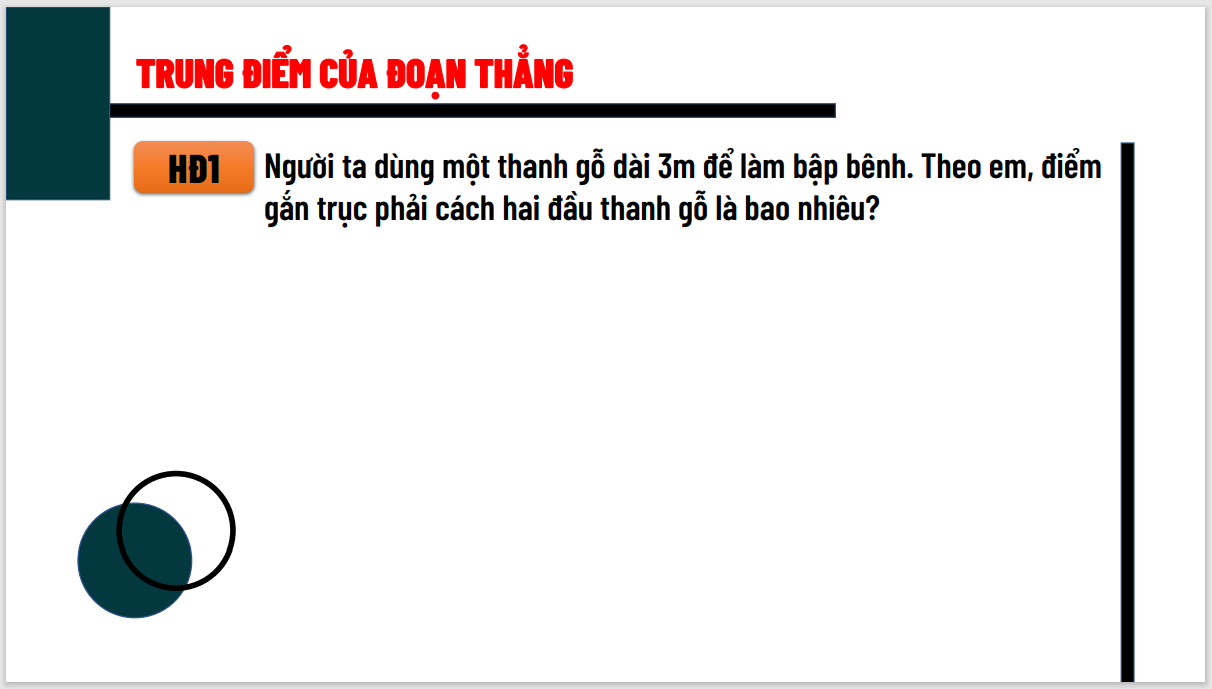 TRUNG ĐIỂM CỦA ĐOẠN THẲNG
HĐ1
Người ta dùng một thanh gỗ dài 3m để làm bập bênh. Theo em, điểm
gắn trục phải cách hai đầu thanh gỗ là bao nhiêu?